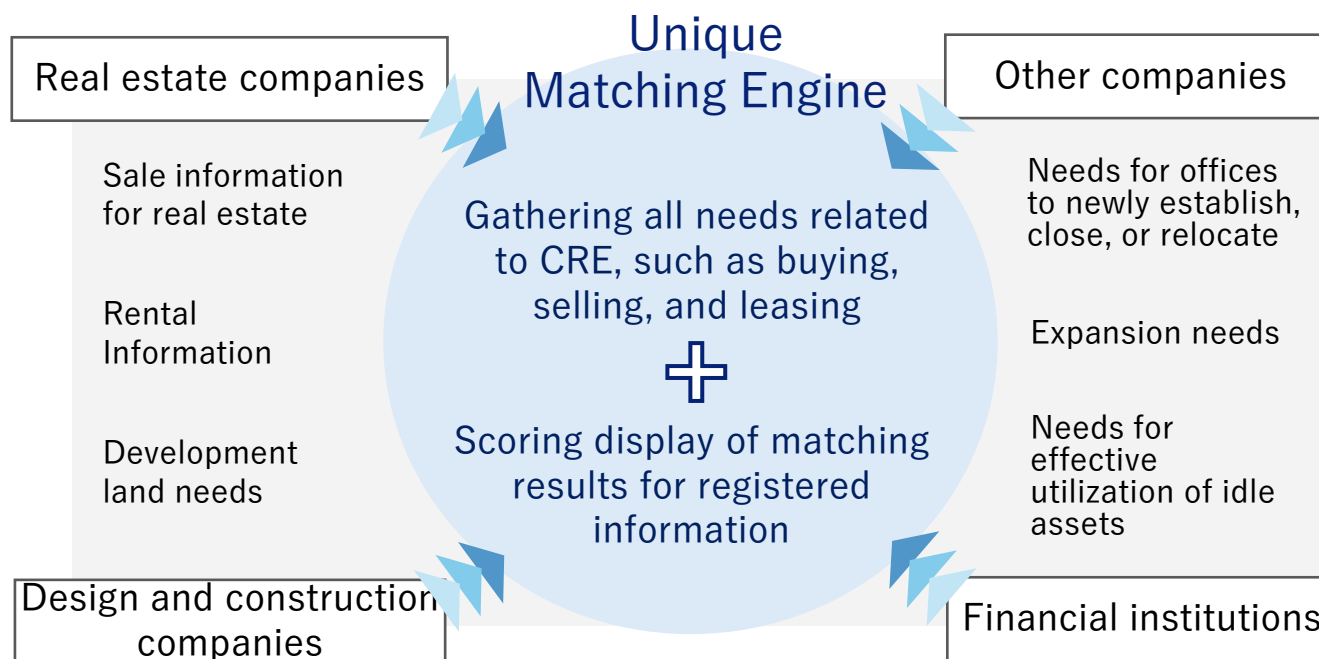 Unique
Matching Engine
Real estate companies
Sale information
for real estate
Rental
Information
Development
land needs
Design and construction
companies
Gathering all needs related
to CRE, such as buying,
selling, and leasing
Scoring display of matching
results for registered
information
Other companies
Needs for offices
to newly establish,
close, or relocate
Expansion needs
Needs for
effective
utilization of idle
assets
Financial institutions